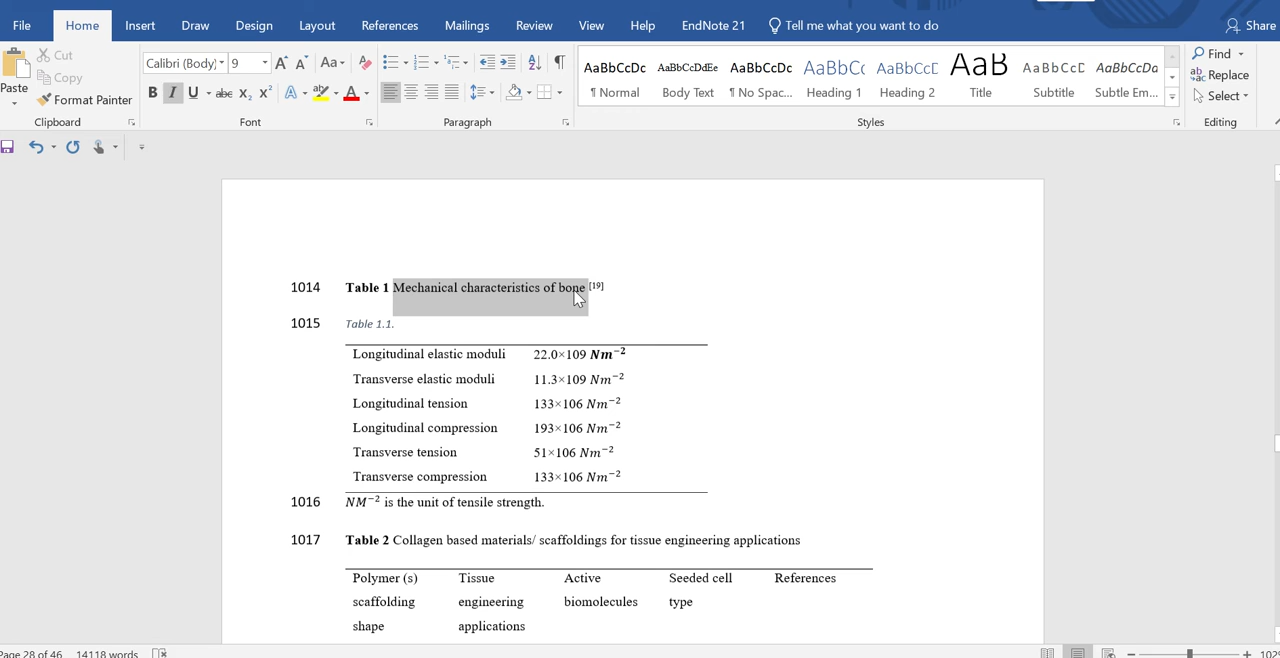 File Home Insert Draw Design Layout References Mailings Review View Help EndNote 21 Tell me what you want to do Share
Cut
Copy
Paste
Format Painter
Calibri (Body) 9
AaBbCcDc AaBbCcDdEe AaBbCcDc AaBbCc AaBbCcD AaB AaBbCcD AaBbCcDa
¶ Normal Body Text ¶ No Spac... Heading 1 Heading 2 Title Subtitle Subtle Em...
Find
Replace
Select
Clipboard Font Paragraph Styles Editing
1014 Table 1 Mechanical characteristics of bone [19]
1015 Table 1.1.
Longitudinal elastic moduli 22.0×109 Nm⁻²
Transverse elastic moduli 11.3×109 Nm⁻²
Longitudinal tension 133×106 Nm⁻²
Longitudinal compression 193×106 Nm⁻²
Transverse tension 51×106 Nm⁻²
Transverse compression 133×106 Nm⁻²
1016 NM⁻² is the unit of tensile strength.
1017 Table 2 Collagen based materials/ scaffoldings for tissue engineering applications
Polymer (s) Tissue Active Seeded cell References
scaffolding engineering biomolecules type
shape applications
Page 28 of 46 14118 words 102%